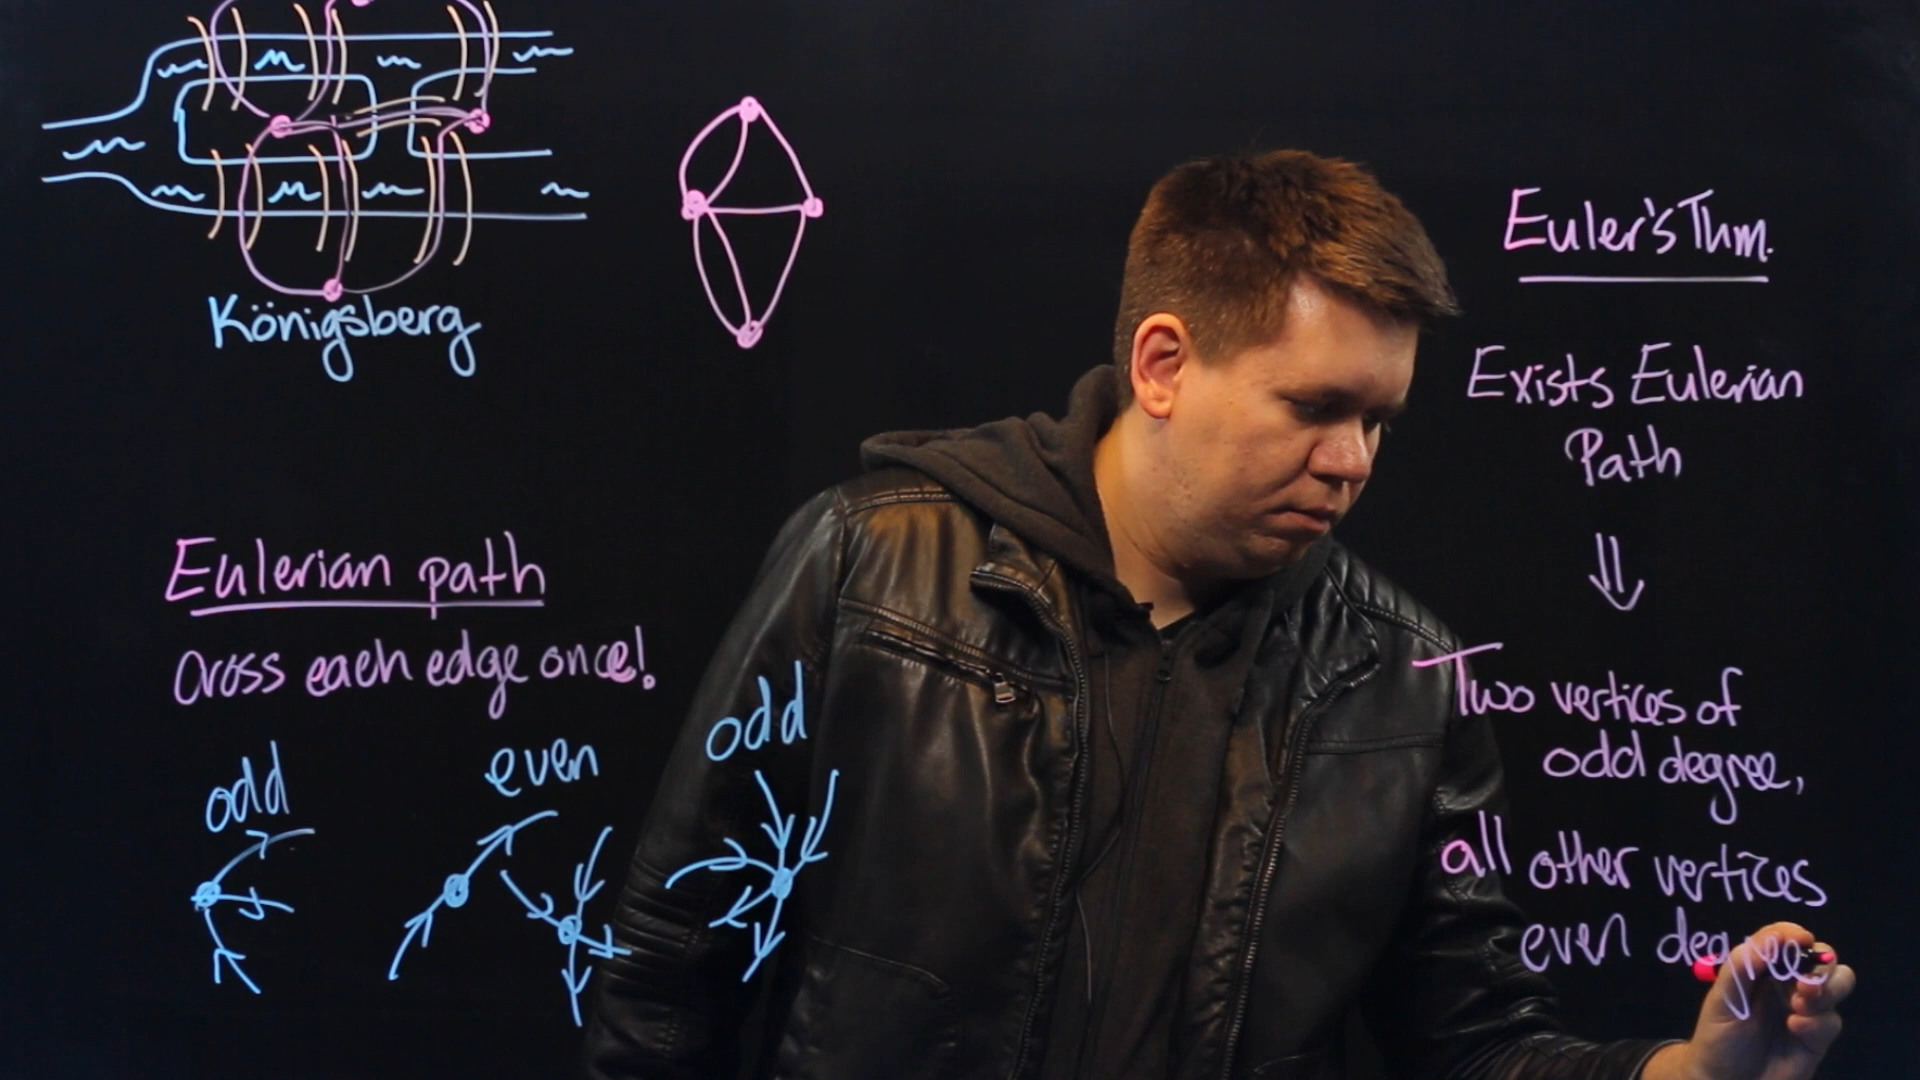 Königsberg
Eulerian path
cross each edge once!
odd
even
odd
Euler's Thm.
Exists Eulerian
Path
⇓
Two vertices of
odd degree,
all other vertices
even degree